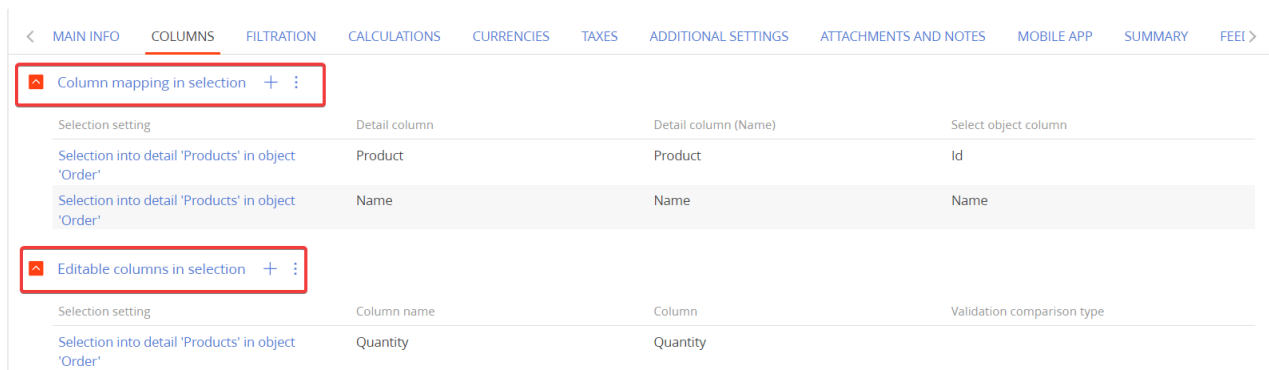 MAIN INFO COLUMNS FILTRATION CALCULATIONS CURRENCIES TAXES ADDITIONAL SETTINGS ATTACHMENTS AND NOTES MOBILE APP SUMMARY
Column mapping in selection
Selection setting Detail column Detail column (Name) Select object column
Selection into detail 'Products' in object Product Product Id
'Order'
Selection into detail 'Products' in object Name Name Name
'Order'
Editable columns in selection
Selection setting Column name Column Validation comparison type
Selection into detail 'Products' in object Quantity Quantity
'Order'